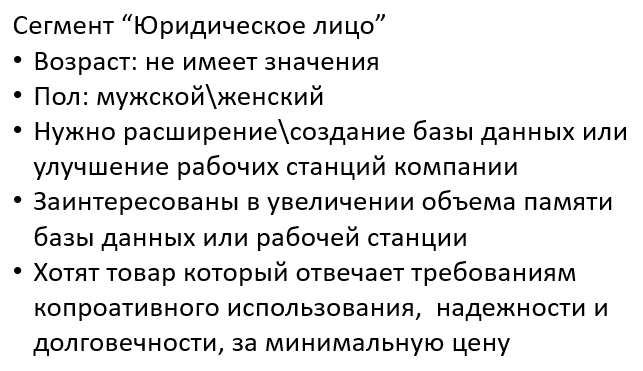 Сегмент “Юридическое лицо”
• Возраст: не имеет значения
• Пол: мужской\женский
• Нужно расширение\создание базы данных или
улучшение рабочих станций компании
• Заинтересованы в увеличении объема памяти
базы данных или рабочей станции
• Хотят товар который отвечает требованиям
копроативного использования,  надежности и
долговечности, за минимальную цену